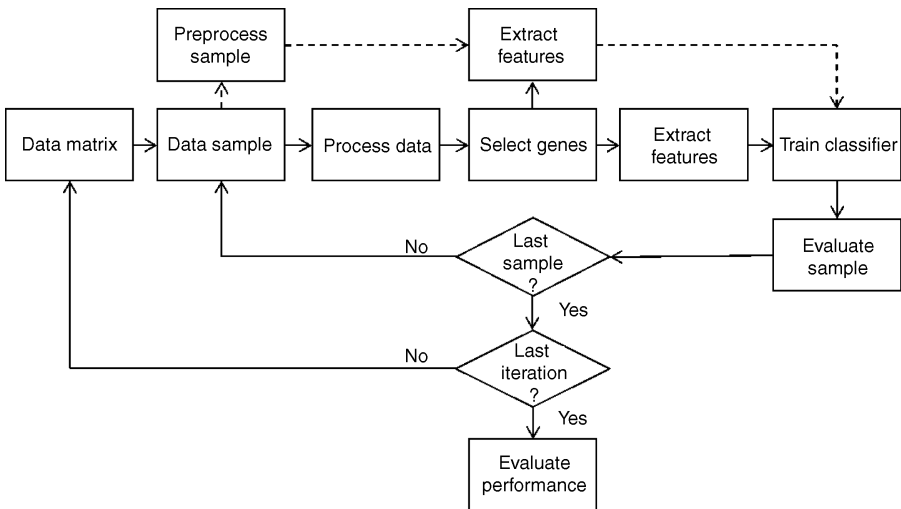 Preprocess
sample
Extract
features
Data matrix
Data sample
Process data
Select genes
Extract
features
Train classifier
No
Last
sample
?
Evaluate
sample
Yes
No
Last
iteration
?
Yes
Evaluate
performance